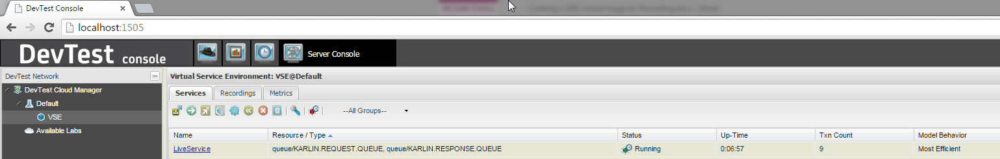 DevTest Console
localhost:1505
DevTest console
Server Console
DevTest Network
Virtual Service Environment: VSE@Default
DevTest Cloud Manager
Services Recordings Metrics
Default
VSE
--All Groups--
Available Labs
Name Resource / Type Status Up-Time Txn Count Model Behavior
LiveService queue/KARLIN.REQUEST.QUEUE, queue/KARLIN.RESPONSE.QUEUE Running 0:06:57 9 Most Efficient